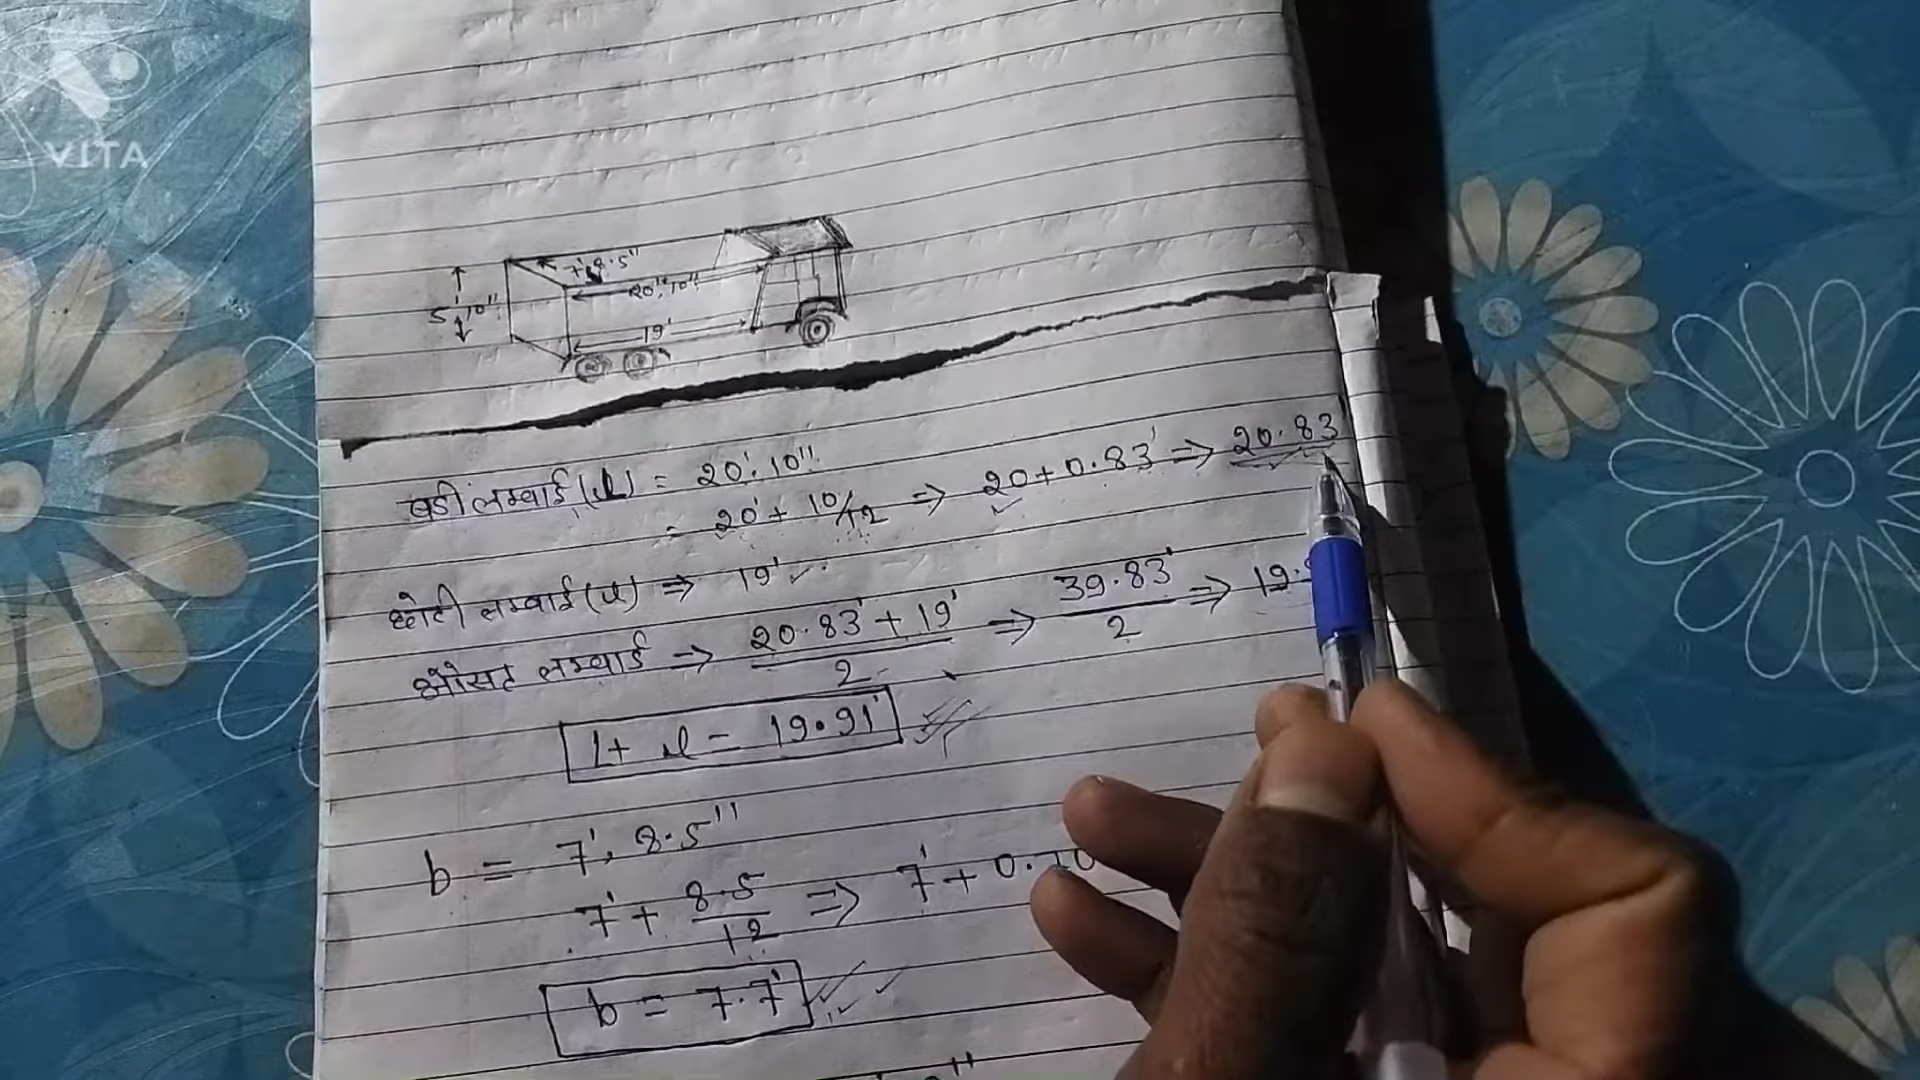 VITA
7',8.5"
20',10"
5',10"
19'
बडी लम्बाई (l) = 20',10"
= 20' + 10/12 ⇒ 20+0.83' ⇒ 20.83
छोटी लम्बाई (l) ⇒ 19'
औसट लम्बाई ⇒ 20.83'+19' / 2 ⇒ 39.83' / 2 ⇒ 19.
l = 19.91'
b = 7', 8.5"
7' + 8.5 / 12 ⇒ 7' + 0.70
b = 7.7'